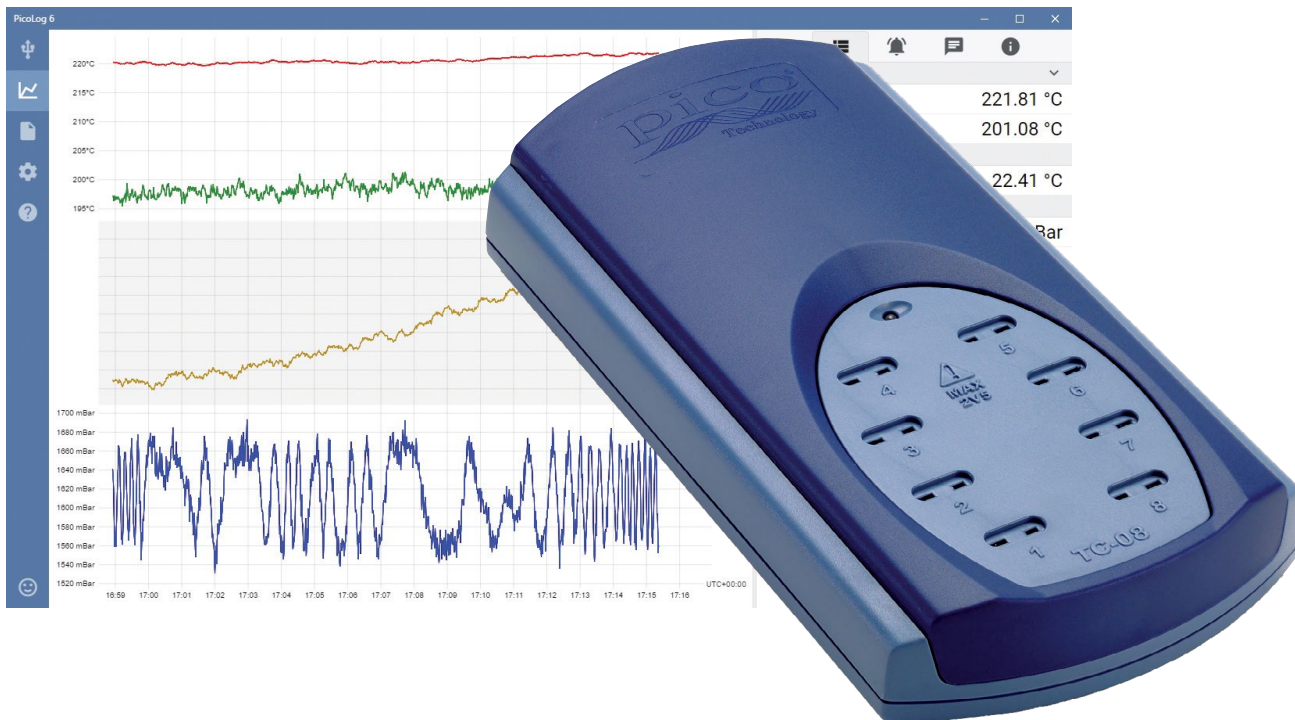 PicoLog 6
220°C
215°C
210°C
205°C
200°C
195°C
1700 mBar
1680 mBar
1660 mBar
1640 mBar
1620 mBar
1600 mBar
1580 mBar
1560 mBar
1540 mBar
1520 mBar
16:59 17:00 17:01 17:02 17:03 17:04 17:05 17:06 17:07 17:08 17:09 17:10 17:11 17:12 17:13 17:14 17:15 17:16
UTC+00:00
221.81 °C
201.08 °C
22.41 °C
Bar
pico
Technology
5
4
6
MAX
2V5
3
7
2
8
1
TC-08